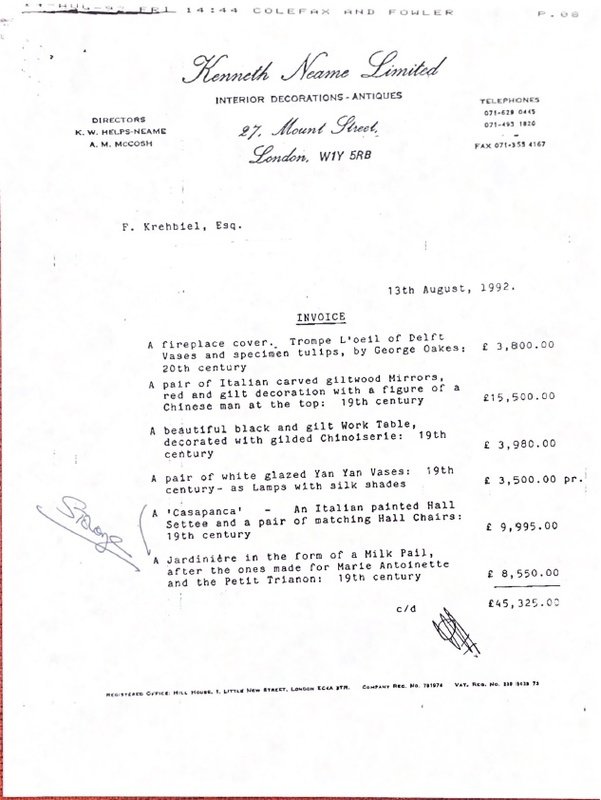 FRI 14:44 COLEFAX AND FOWLER P.08
Kenneth Neame Limited
INTERIOR DECORATIONS - ANTIQUES
27, Mount Street,
London, W1Y 5RB
DIRECTORS
K. W. HELPS-NEAME
A. M. McCOSH
TELEPHONES
071-629 0445
071-493 1820
FAX 071-355 4167
F. Krehbiel, Esq.
13th August, 1992.
INVOICE
A fireplace cover. Trompe L'oeil of Delft
Vases and specimen tulips, by George Oakes: £ 3,800.00
20th century
A pair of Italian carved giltwood Mirrors,
red and gilt decoration with a figure of a
Chinese man at the top: 19th century £15,500.00
A beautiful black and gilt Work Table,
decorated with gilded Chinoiserie: 19th
century £ 3,980.00
A pair of white glazed Yan Yan Vases: 19th
century- as Lamps with silk shades £ 3,500.00 pr.
Storage
A 'Casapanca' - An Italian painted Hall
Settee and a pair of matching Hall Chairs:
19th century £ 9,995.00
A Jardinière in the form of a Milk Pail,
after the ones made for Marie Antoinette
and the Petit Trianon: 19th century £ 8,550.00
c/d £45,325.00
REGISTERED OFFICE: HILL HOUSE, 1, LITTLE NEW STREET, LONDON EC4A 3TR. COMPANY REG. NO. 791974 VAT. REG. NO.